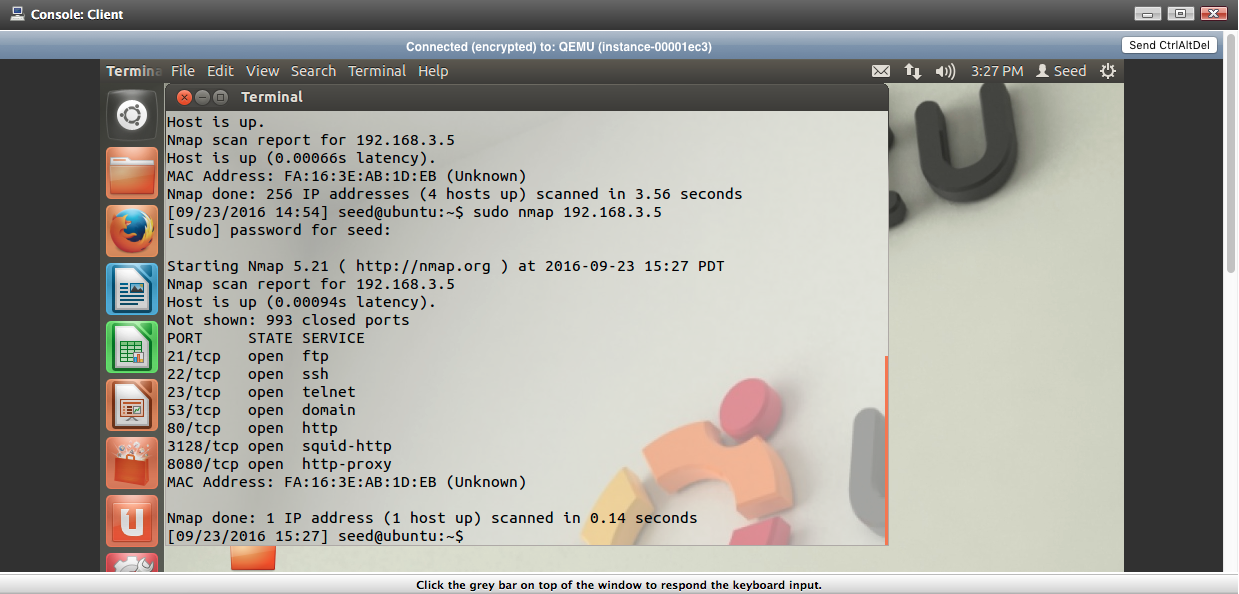 Console: Client
Connected (encrypted) to: QEMU (instance-00001ec3)
Send CtrlAltDel
Termina File Edit View Search Terminal Help 3:27 PM Seed
Terminal
Host is up.
Nmap scan report for 192.168.3.5
Host is up (0.00066s latency).
MAC Address: FA:16:3E:AB:1D:EB (Unknown)
Nmap done: 256 IP addresses (4 hosts up) scanned in 3.56 seconds
[09/23/2016 14:54] seed@ubuntu:~$ sudo nmap 192.168.3.5
[sudo] password for seed:
Starting Nmap 5.21 ( http://nmap.org ) at 2016-09-23 15:27 PDT
Nmap scan report for 192.168.3.5
Host is up (0.00094s latency).
Not shown: 993 closed ports
PORT STATE SERVICE
21/tcp open ftp
22/tcp open ssh
23/tcp open telnet
53/tcp open domain
80/tcp open http
3128/tcp open squid-http
8080/tcp open http-proxy
MAC Address: FA:16:3E:AB:1D:EB (Unknown)
Nmap done: 1 IP address (1 host up) scanned in 0.14 seconds
[09/23/2016 15:27] seed@ubuntu:~$
Click the grey bar on top of the window to respond the keyboard input.